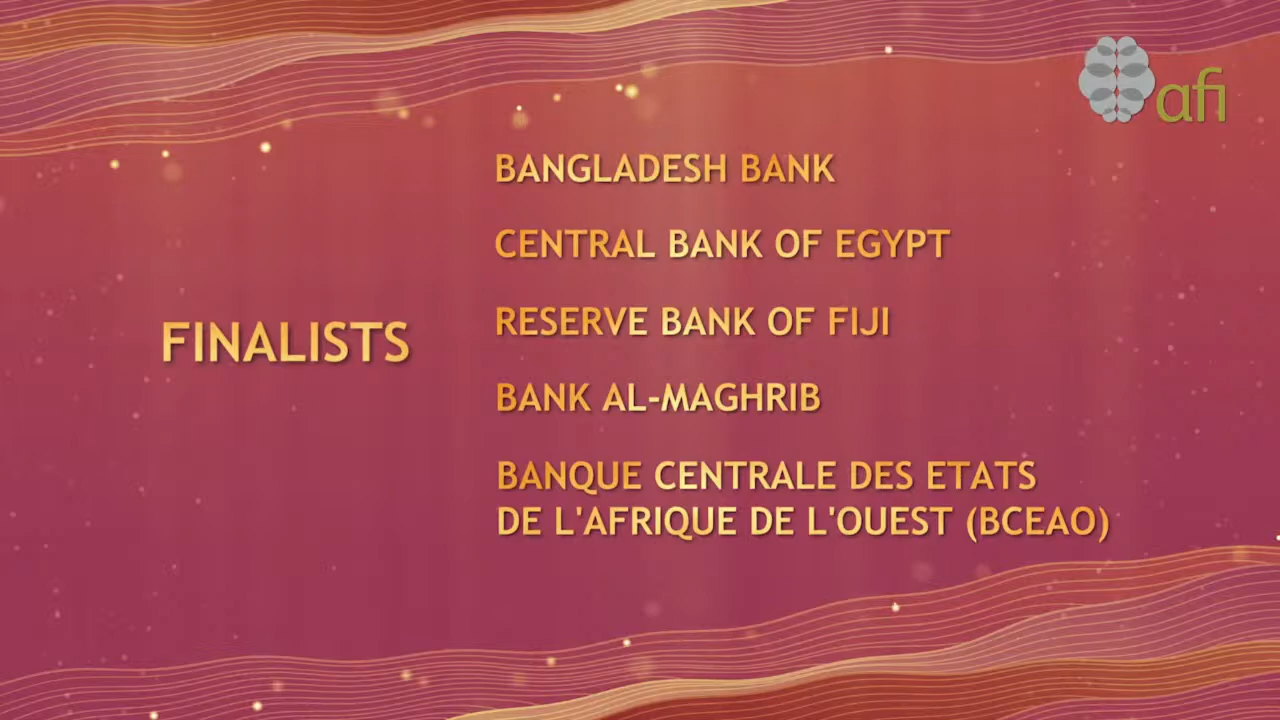 afi
BANGLADESH BANK
CENTRAL BANK OF EGYPT
RESERVE BANK OF FIJI
FINALISTS
BANK AL-MAGHRIB
BANQUE CENTRALE DES ETATS
DE L'AFRIQUE DE L'OUEST (BCEAO)